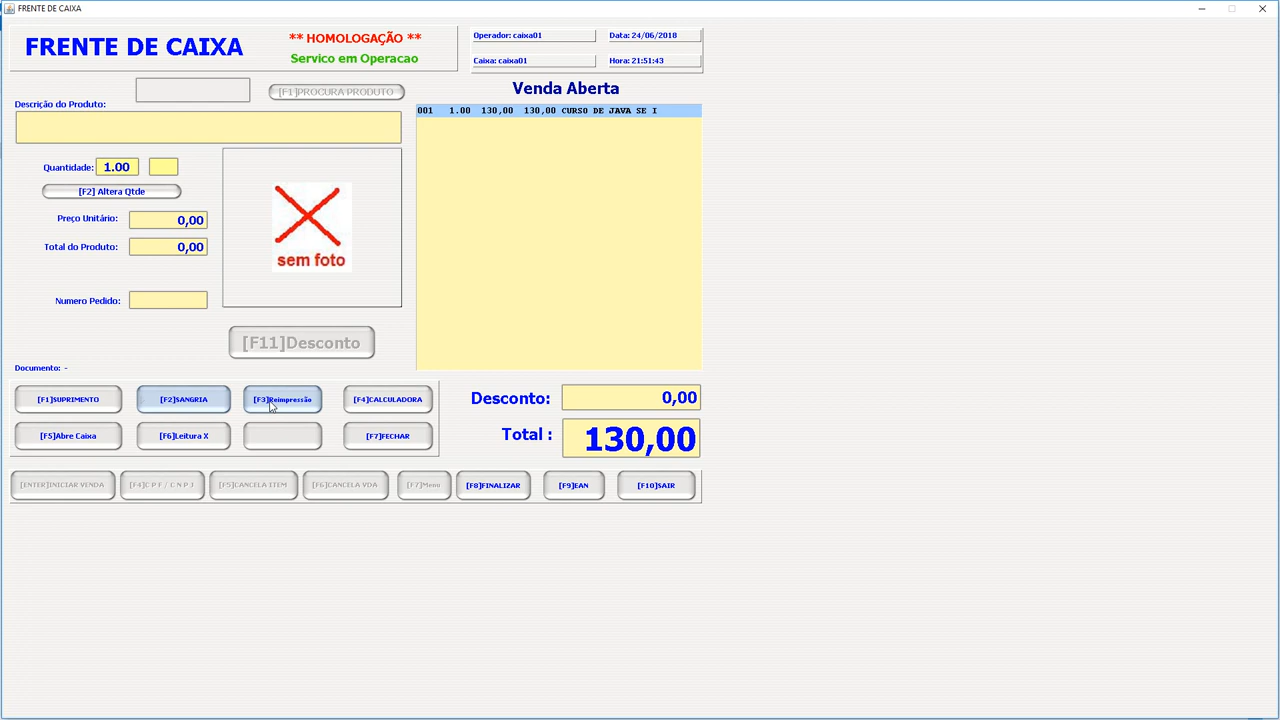 FRENTE DE CAIXA
FRENTE DE CAIXA
** HOMOLOGAÇÃO **
Servico em Operacao
Operador: caixa01
Data: 24/06/2018
Caixa: caixa01
Hora: 21:51:43
[F1]PROCURA PRODUTO
Descrição do Produto:
Venda Aberta
001 1.00 130,00 130,00 CURSO DE JAVA SE I
Quantidade: 1.00
[F2] Altera Qtde
Preço Unitário: 0,00
Total do Produto: 0,00
sem foto
Numero Pedido:
[F11]Desconto
Documento: -
[F1]SUPRIMENTO
[F2]SANGRIA
[F3]Reimpressão
[F4]CALCULADORA
[F5]Abre Caixa
[F6]Leitura X
[F7]FECHAR
Desconto: 0,00
Total : 130,00
[ENTER]INICIAR VENDA
[F4]C P F / C N P J
[F5]CANCELA ITEM
[F6]CANCELA VDA
[F7]Menu
[F8]FINALIZAR
[F9]EAN
[F10]SAIR